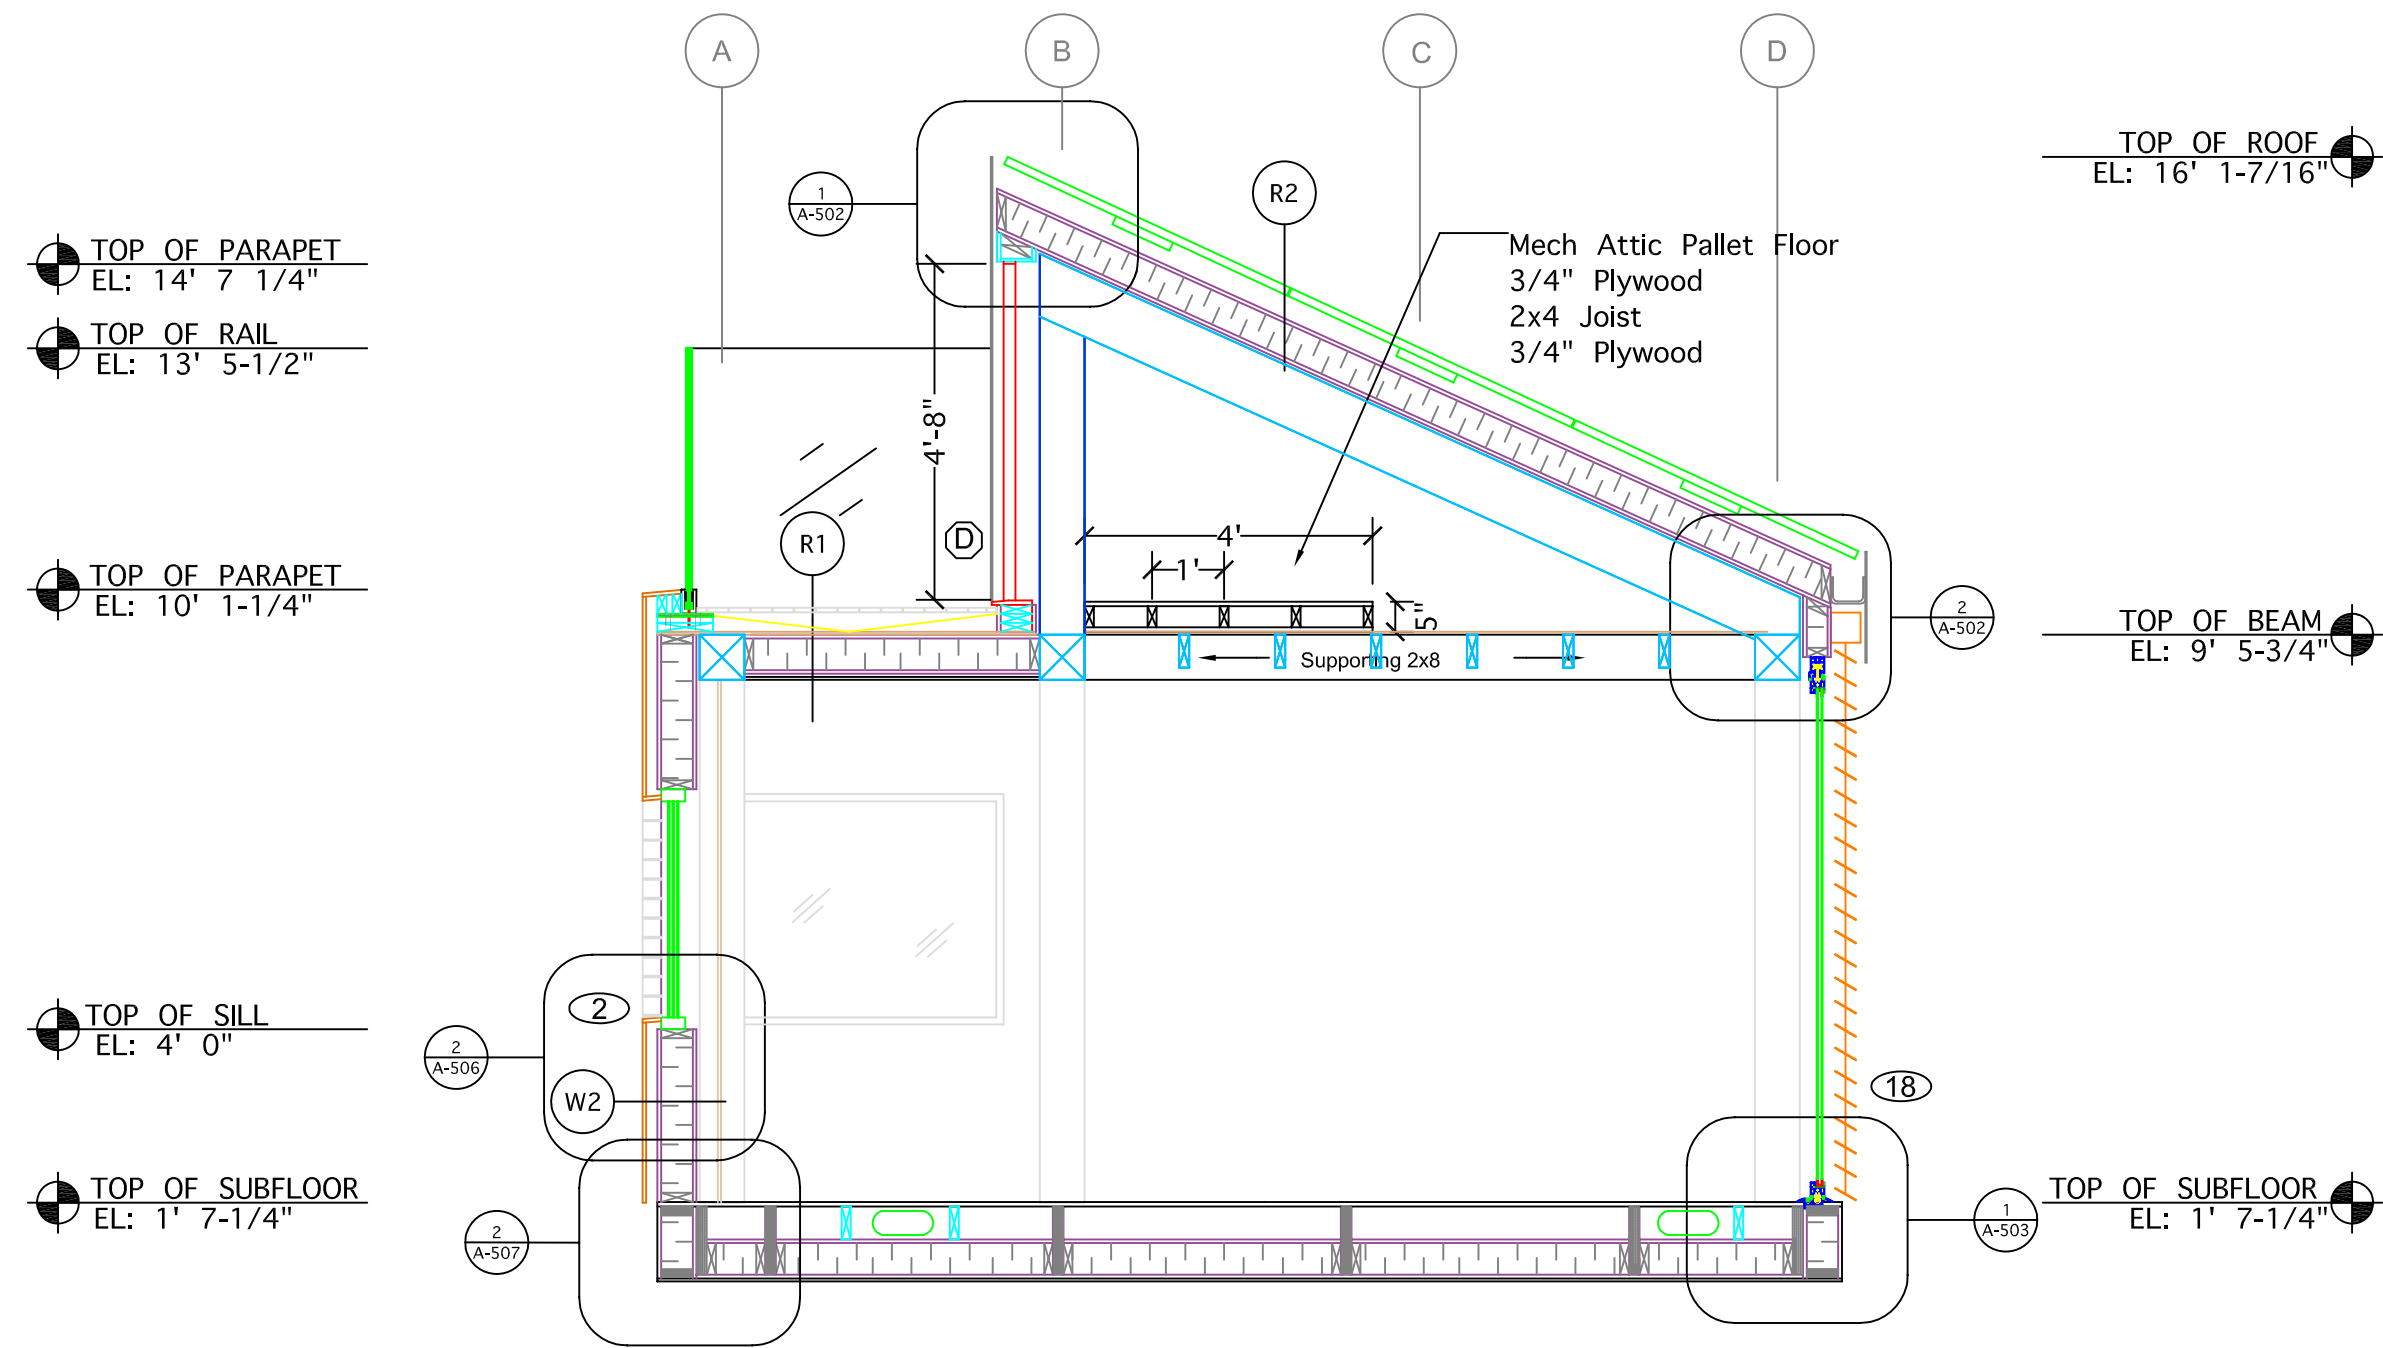 A
B
C
D
TOP OF ROOF
EL: 16' 1-7/16"
1
A-502
R2
Mech Attic Pallet Floor
3/4" Plywood
2x4 Joist
3/4" Plywood
TOP OF PARAPET
EL: 14' 7 1/4"
TOP OF RAIL
EL: 13' 5-1/2"
4'-8"
R1
D
4'
1'
5"
TOP OF PARAPET
EL: 10' 1-1/4"
2
A-502
TOP OF BEAM
EL: 9' 5-3/4"
Supporting 2x8
TOP OF SILL
EL: 4' 0"
2
2
A-506
W2
18
TOP OF SUBFLOOR
EL: 1' 7-1/4"
2
A-507
1
A-503
TOP OF SUBFLOOR
EL: 1' 7-1/4"